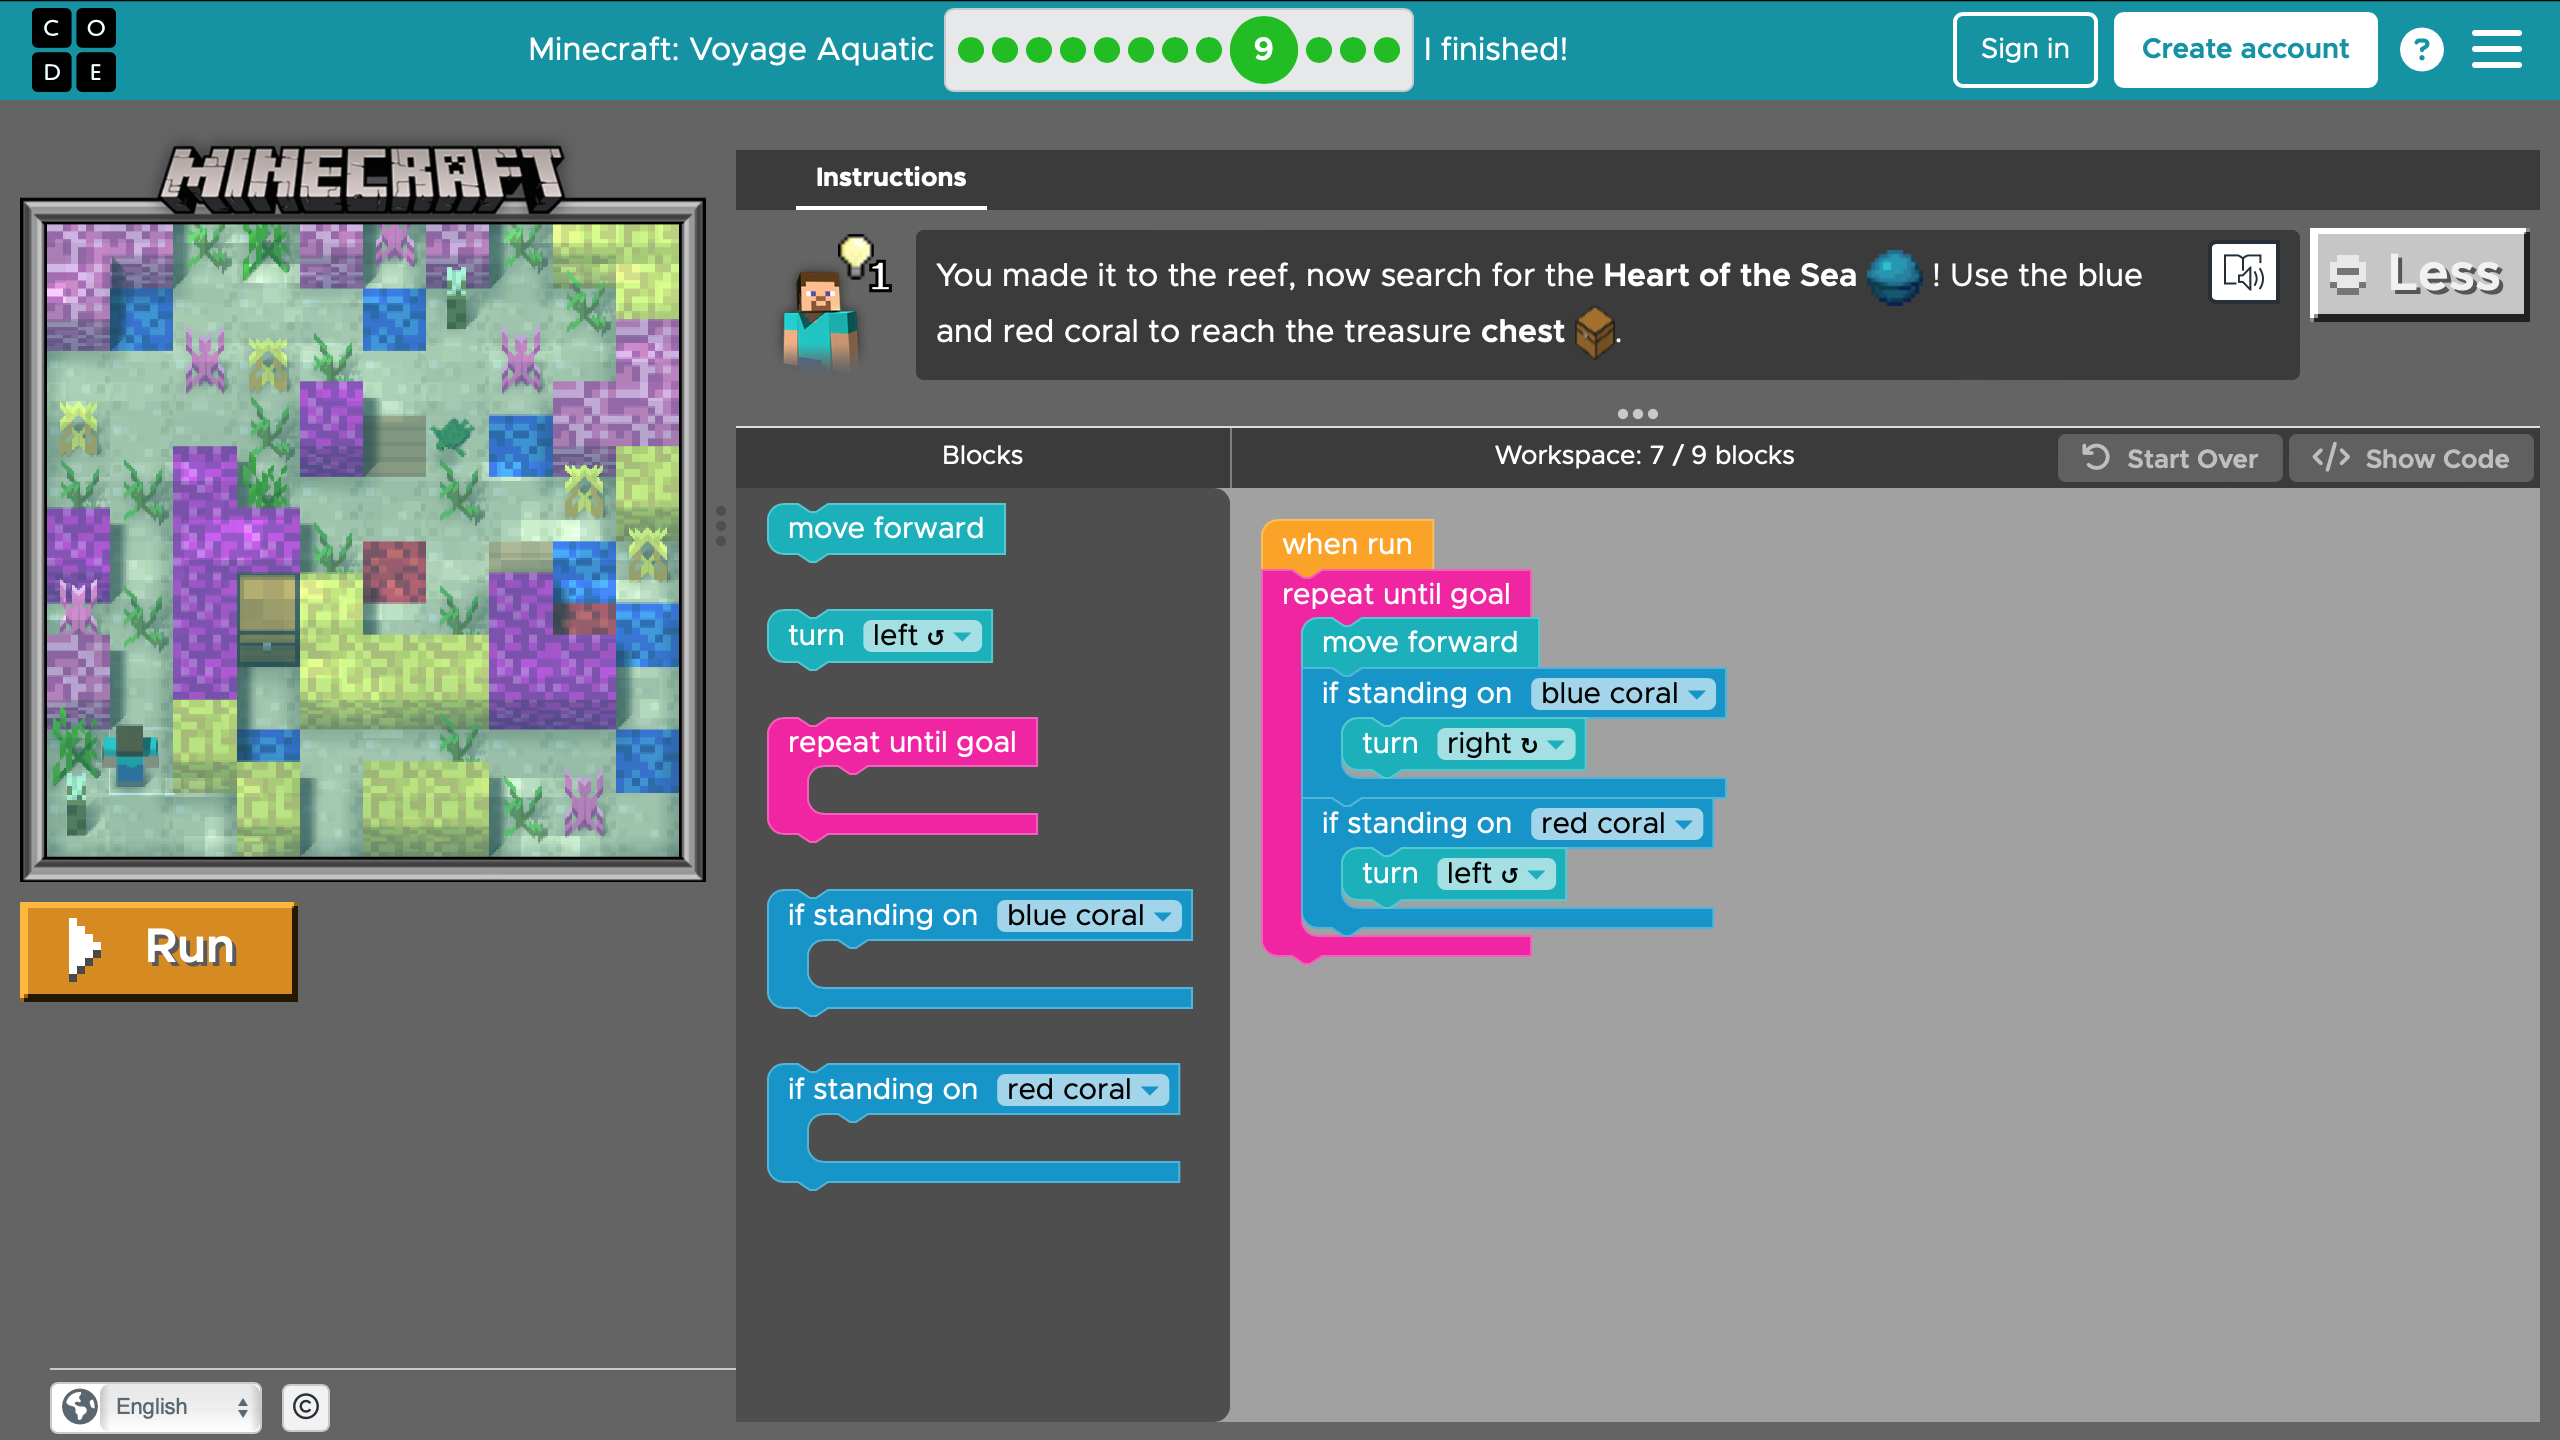 CODE
Minecraft: Voyage Aquatic
9
I finished!
Sign in
Create account
?
MINECRAFT
Instructions
1
You made it to the reef, now search for the Heart of the Sea ! Use the blue
and red coral to reach the treasure chest .
Less
Blocks
Workspace: 7 / 9 blocks
Start Over
</> Show Code
move forward
turn left ↺
repeat until goal
if standing on blue coral
if standing on red coral
when run
repeat until goal
move forward
if standing on blue coral
turn right ↻
if standing on red coral
turn left ↺
Run
English
©